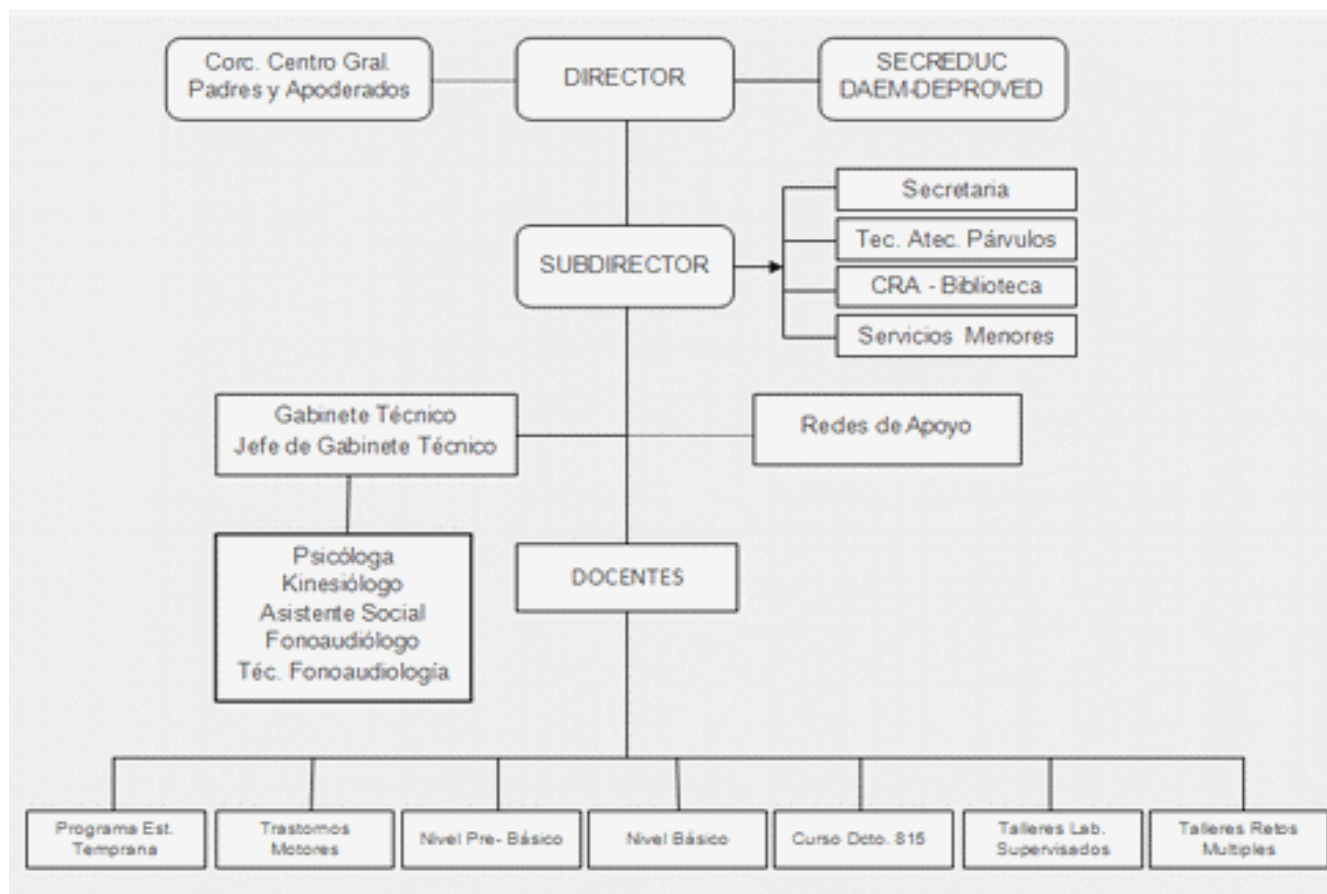 Corc. Centro Gral.
Padres y Apoderados
DIRECTOR
SECREDUC
DAEM-DEPROVED
Secretaria
Tec. Atec. Párvulos
SUBDIRECTOR
CRA - Biblioteca
Servicios Menores
Gabinete Técnico
Jefe de Gabinete Técnico
Redes de Apoyo
Psicóloga
Kinesiólogo
Asistente Social
Fonoaudiólogo
Téc. Fonoaudiología
DOCENTES
Programa Est.
Temprana
Trastornos
Motores
Nivel Pre- Básico
Nivel Básico
Curso Dcto. 815
Talleres Lab.
Supervisados
Talleres Retos
Multiples